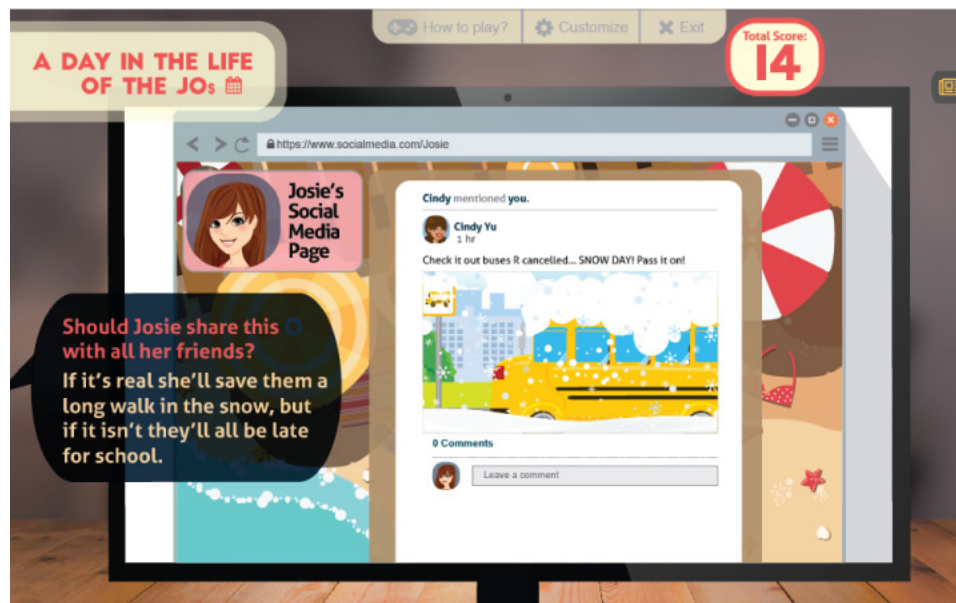 How to play?
Customize
Exit
Total Score:
14
A DAY IN THE LIFE
OF THE JOs
https://www.socialmedia.com/Josie
Josie's
Social
Media
Page
Cindy mentioned you.
Cindy Yu
1 hr
Check it out buses R cancelled... SNOW DAY! Pass it on!
0 Comments
Leave a comment
Should Josie share this
with all her friends?
If it's real she'll save them a
long walk in the snow, but
if it isn't they'll all be late
for school.